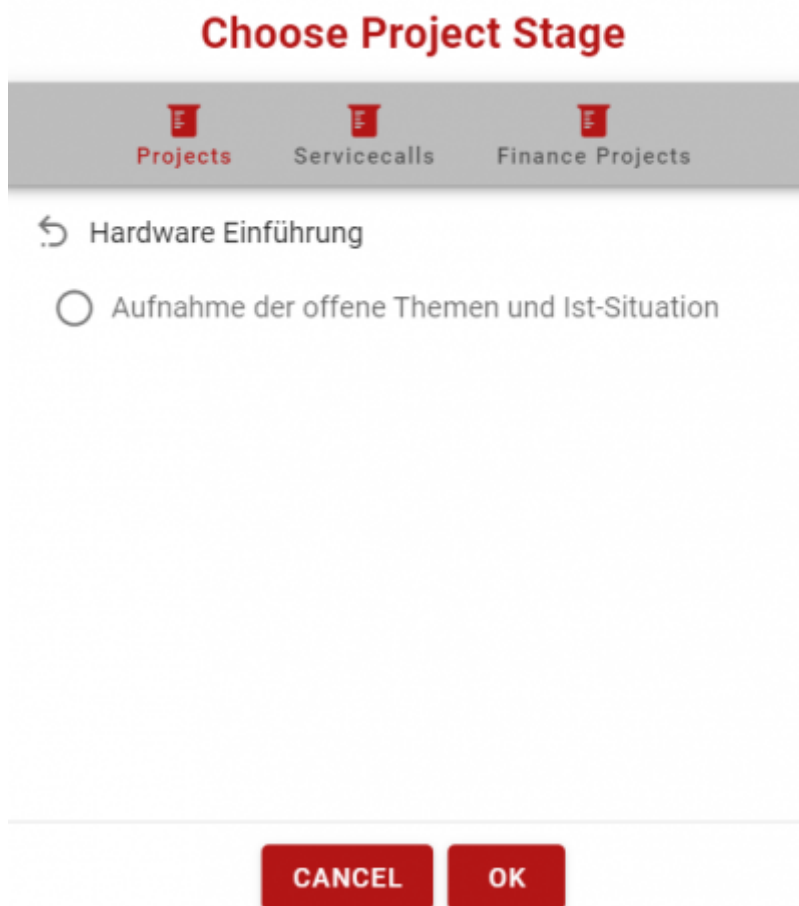 Choose Project Stage
Projects Servicecalls Finance Projects
Hardware Einführung
Aufnahme der offene Themen und Ist-Situation
CANCEL OK